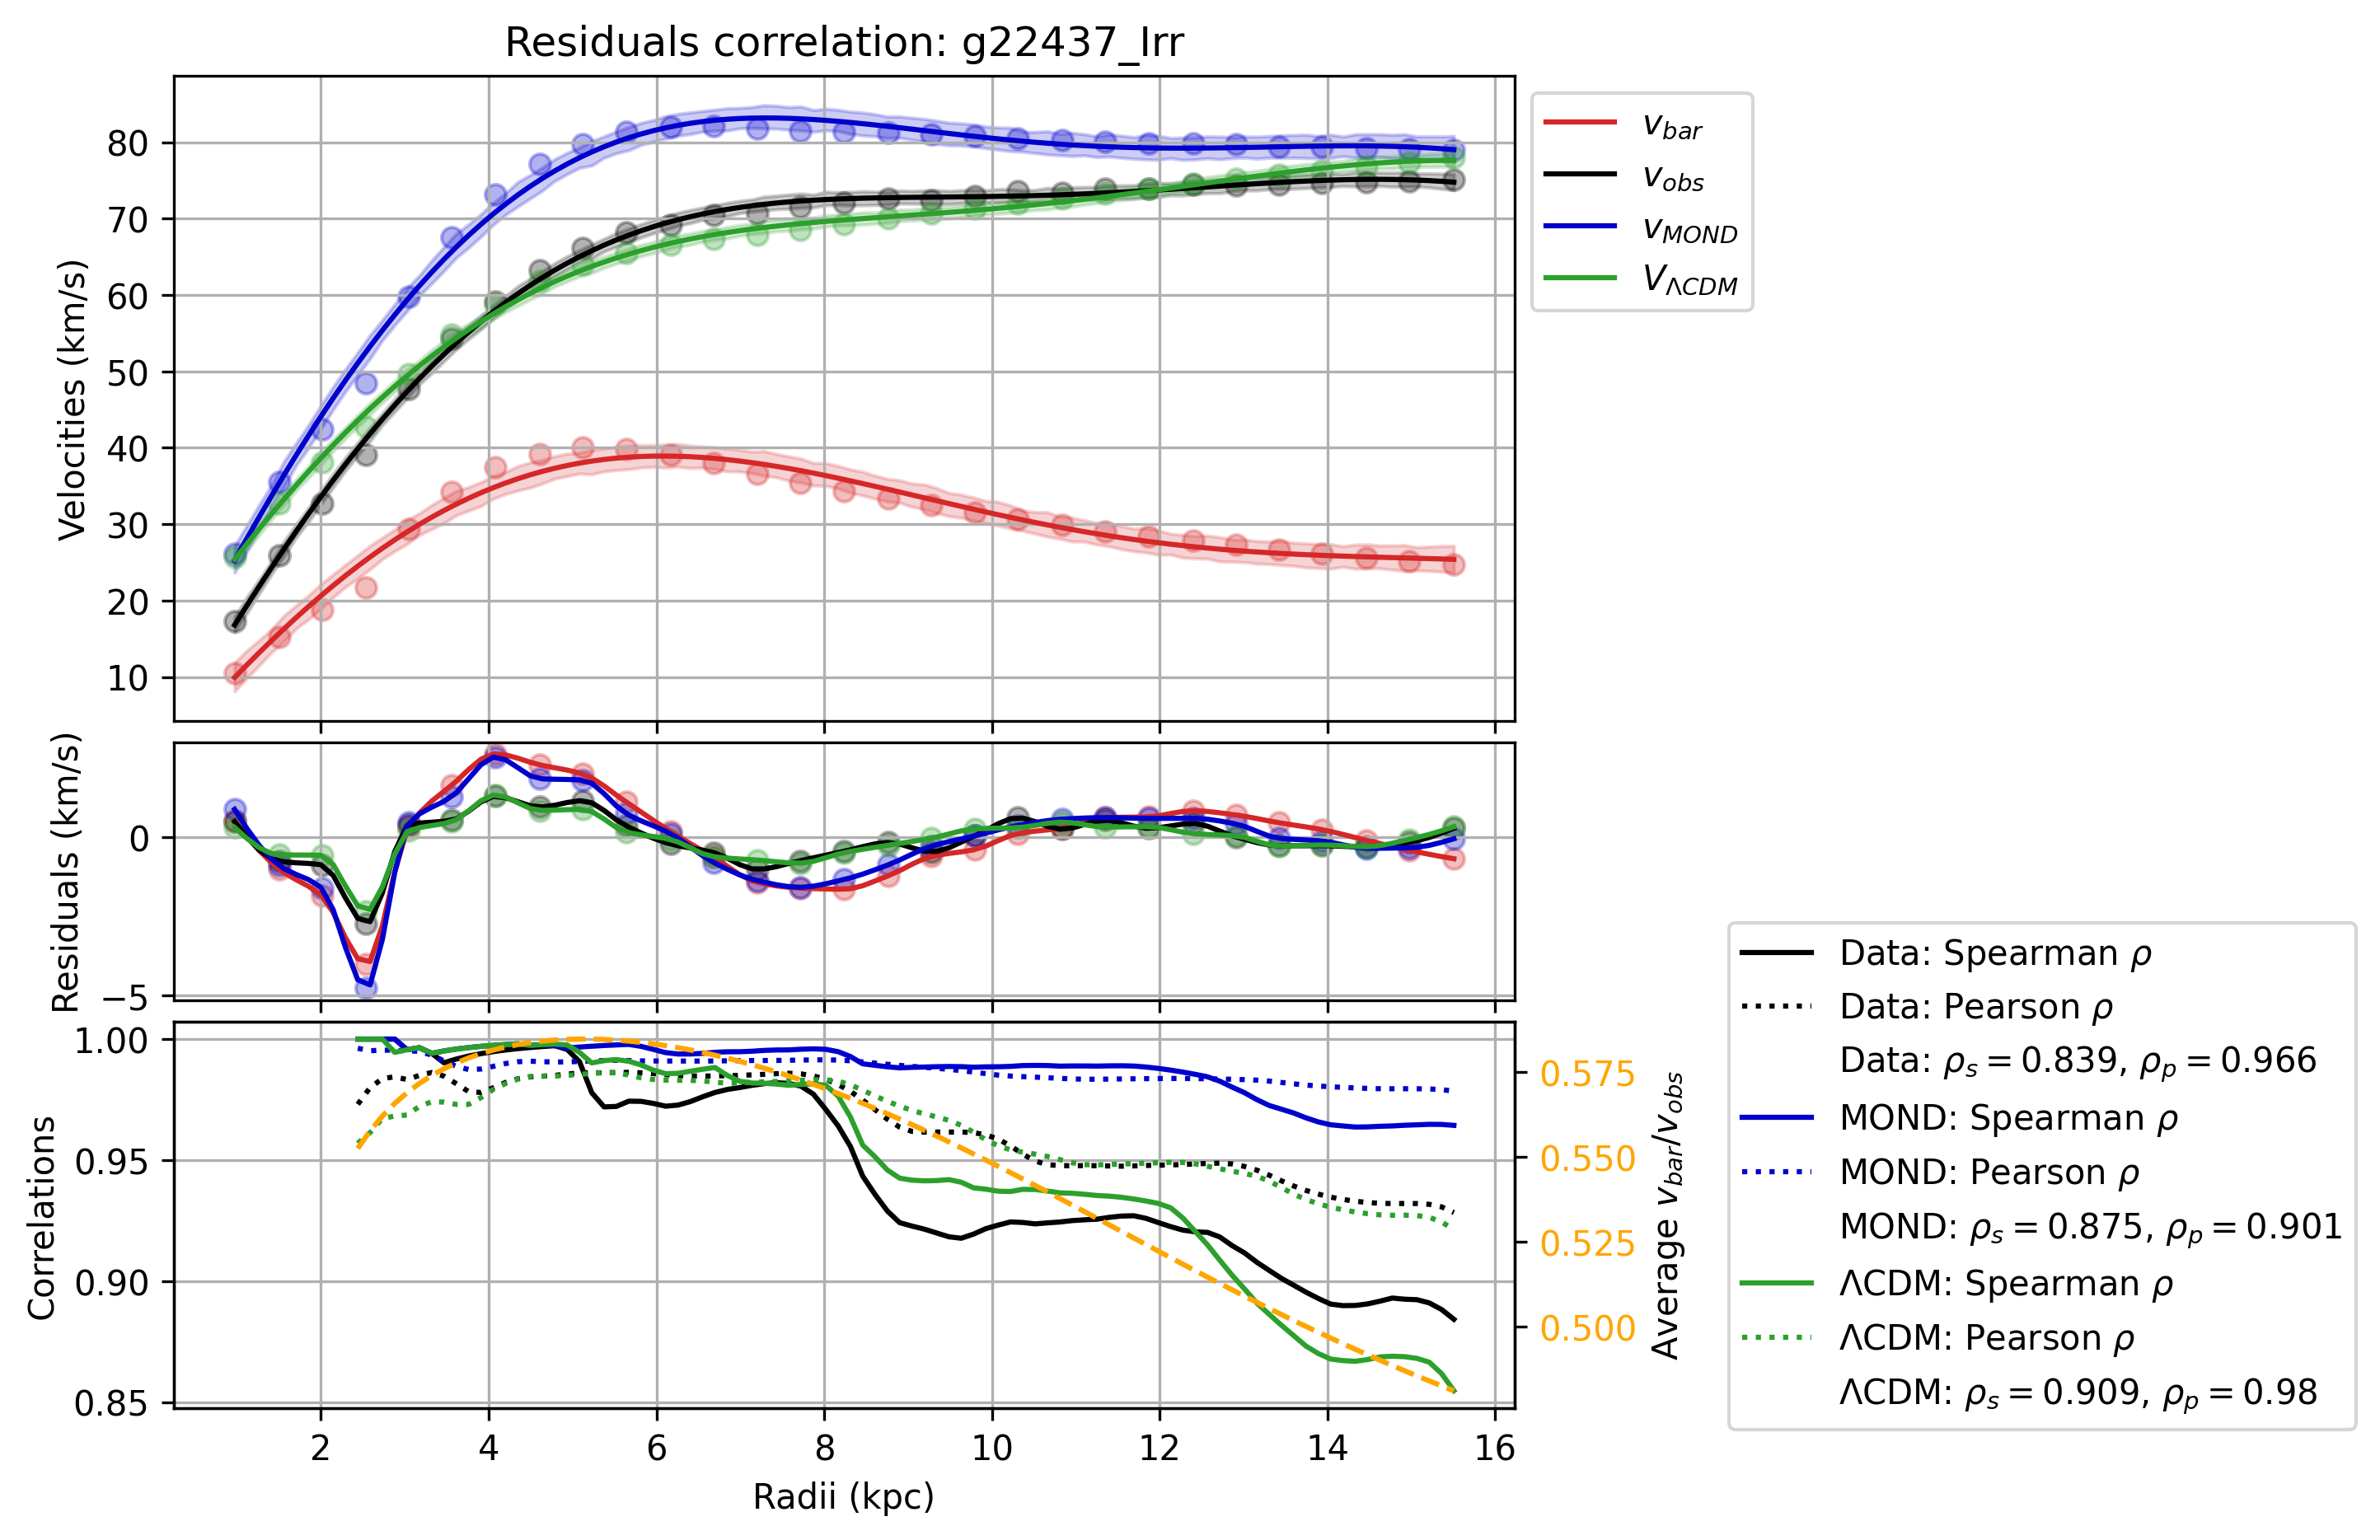 Residuals correlation: g22437_Irr
Velocities (km/s)
80
70
60
50
40
30
20
10
v_bar
v_obs
v_MOND
V_ΛCDM
Residuals (km/s)
0
−5
Correlations
1.00
0.95
0.90
0.85
0.575
0.550
0.525
0.500
Average v_bar/v_obs
2 4 6 8 10 12 14 16
Radii (kpc)
Data: Spearman ρ
Data: Pearson ρ
Data: ρ_s = 0.839, ρ_p = 0.966
MOND: Spearman ρ
MOND: Pearson ρ
MOND: ρ_s = 0.875, ρ_p = 0.901
ΛCDM: Spearman ρ
ΛCDM: Pearson ρ
ΛCDM: ρ_s = 0.909, ρ_p = 0.98